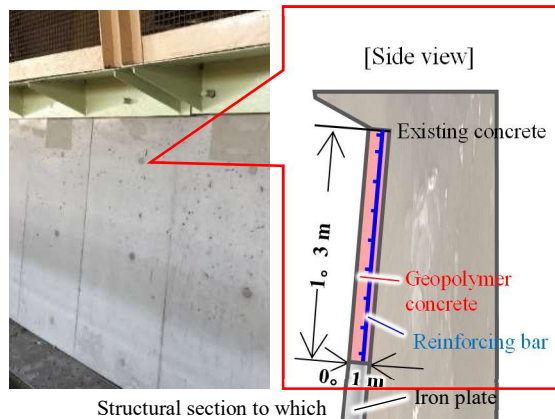 [Side view]
Existing concrete
1。3 m
Geopolymer
concrete
Reinforcing bar
0。1 m
Iron plate
Structural section to which